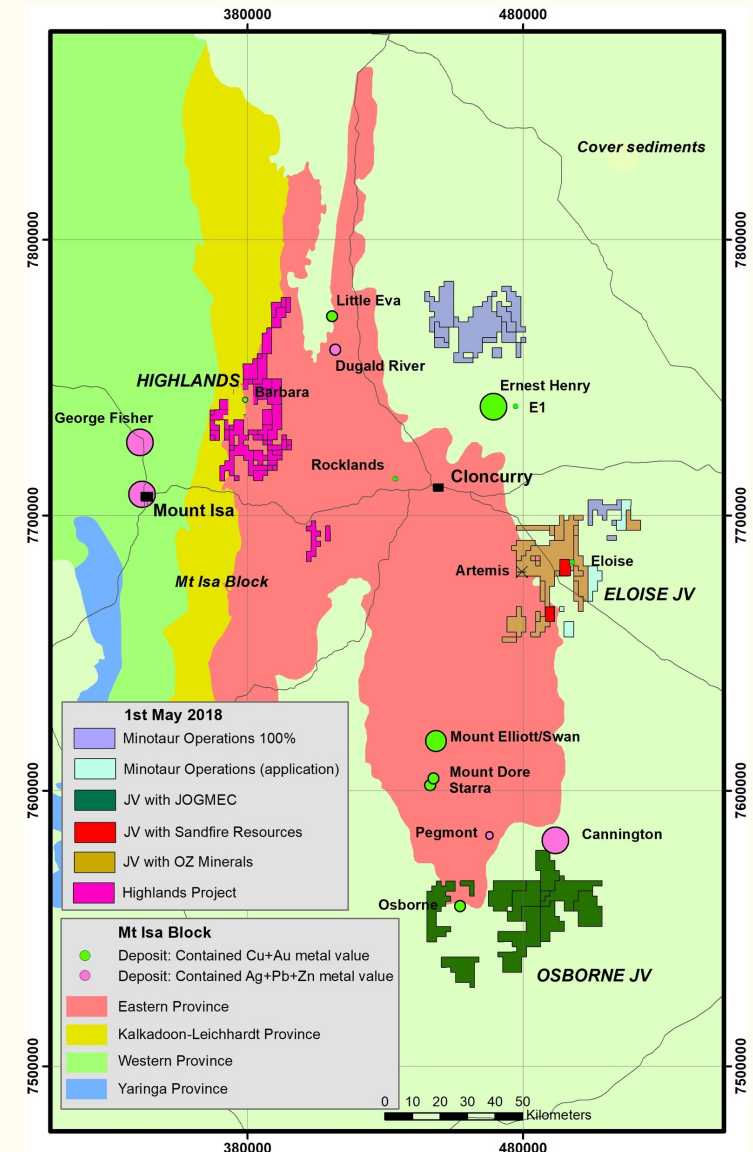 380000 480000
Cover sediments
7800000 7800000
Little Eva
Dugald River
HIGHLANDS
Barbara
Ernest Henry
E1
George Fisher
Rocklands
Cloncurry
Mount Isa
7700000 7700000
Mt Isa Block
Artemis
Eloise
ELOISE JV
1st May 2018
Minotaur Operations 100%
Minotaur Operations (application)
JV with JOGMEC
JV with Sandfire Resources
JV with OZ Minerals
Highlands Project
Mount Elliott/Swan
Mount Dore
Starra
7600000 7600000
Pegmont
Cannington
Osborne
OSBORNE JV
Mt Isa Block
Deposit: Contained Cu+Au metal value
Deposit: Contained Ag+Pb+Zn metal value
Eastern Province
Kalkadoon-Leichhardt Province
Western Province
Yaringa Province
7500000 7500000
0 10 20 30 40 50
Kilometers
380000 480000